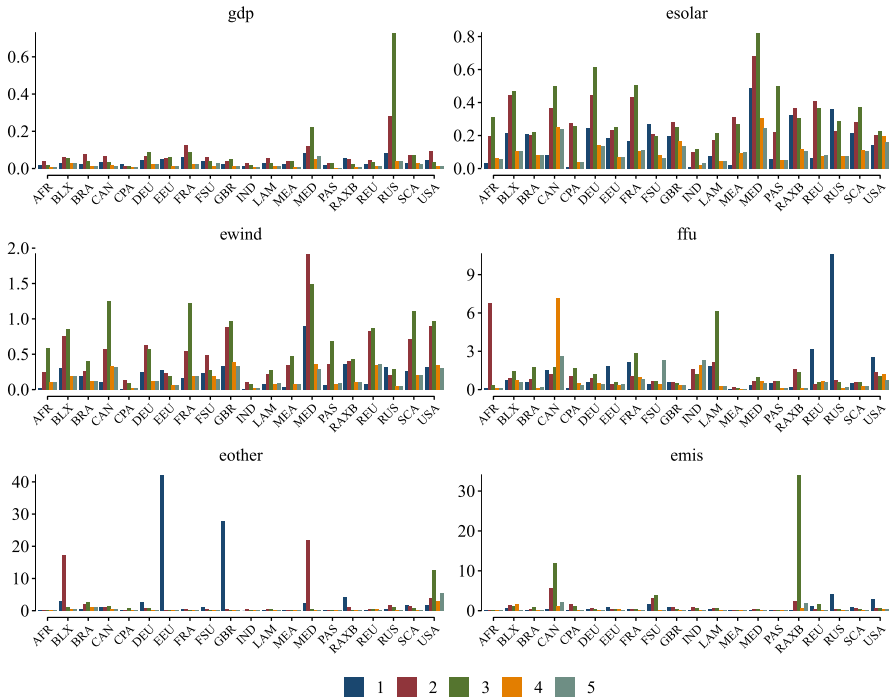 gdp
0.6
0.4
0.2
0.0
AFR BLX BRA CAN CPA DEU EEU FRA FSU GBR IND LAM MEA MED PAS RAXB REU RUS SCA USA
esolar
0.8
0.6
0.4
0.2
0.0
AFR BLX BRA CAN CPA DEU EEU FRA FSU GBR IND LAM MEA MED PAS RAXB REU RUS SCA USA
ewind
2.0
1.5
1.0
0.5
0.0
AFR BLX BRA CAN CPA DEU EEU FRA FSU GBR IND LAM MEA MED PAS RAXB REU RUS SCA USA
ffu
9
6
3
0
AFR BLX BRA CAN CPA DEU EEU FRA FSU GBR IND LAM MEA MED PAS RAXB REU RUS SCA USA
eother
40
30
20
10
0
AFR BLX BRA CAN CPA DEU EEU FRA FSU GBR IND LAM MEA MED PAS RAXB REU RUS SCA USA
emis
30
20
10
0
AFR BLX BRA CAN CPA DEU EEU FRA FSU GBR IND LAM MEA MED PAS RAXB REU RUS SCA USA
1 2 3 4 5